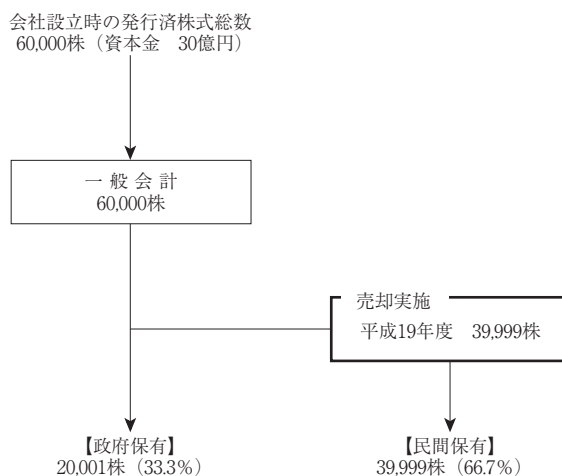 会社設立時の発行済株式総数
60,000株（資本金　30億円）
一 般 会 計
60,000株
売却実施
平成19年度　39,999株
【政府保有】
20,001株（33.3％）
【民間保有】
39,999株（66.7％）